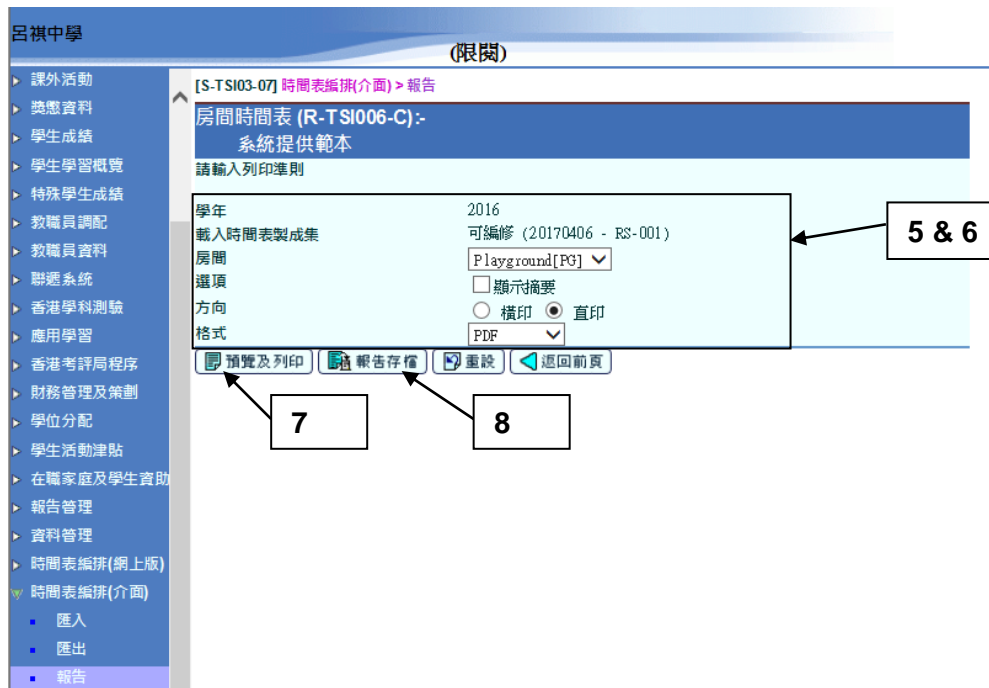 呂祺中學
(限閱)
課外活動
獎懲資料
學生成績
學生學習概覽
特殊學生成績
教職員調配
教職員資料
聯遞系統
香港學科測驗
應用學習
香港考評局程序
財務管理及策劃
學位分配
學生活動津貼
在職家庭及學生資助
報告管理
資料管理
時間表編排(網上版)
時間表編排(介面)
匯入
匯出
報告
[S-TSI03-07] 時間表編排(介面) > 報告
房間時間表 (R-TSI006-C):-
系統提供範本
請輸入列印準則
學年 2016
載入時間表製成集 可編修 (20170406 - RS-001)
房間 Playground[PG]
選項 顯示摘要
方向 橫印 直印
格式 PDF
預覽及列印 報告存檔 重設 返回前頁
5 & 6
7
8